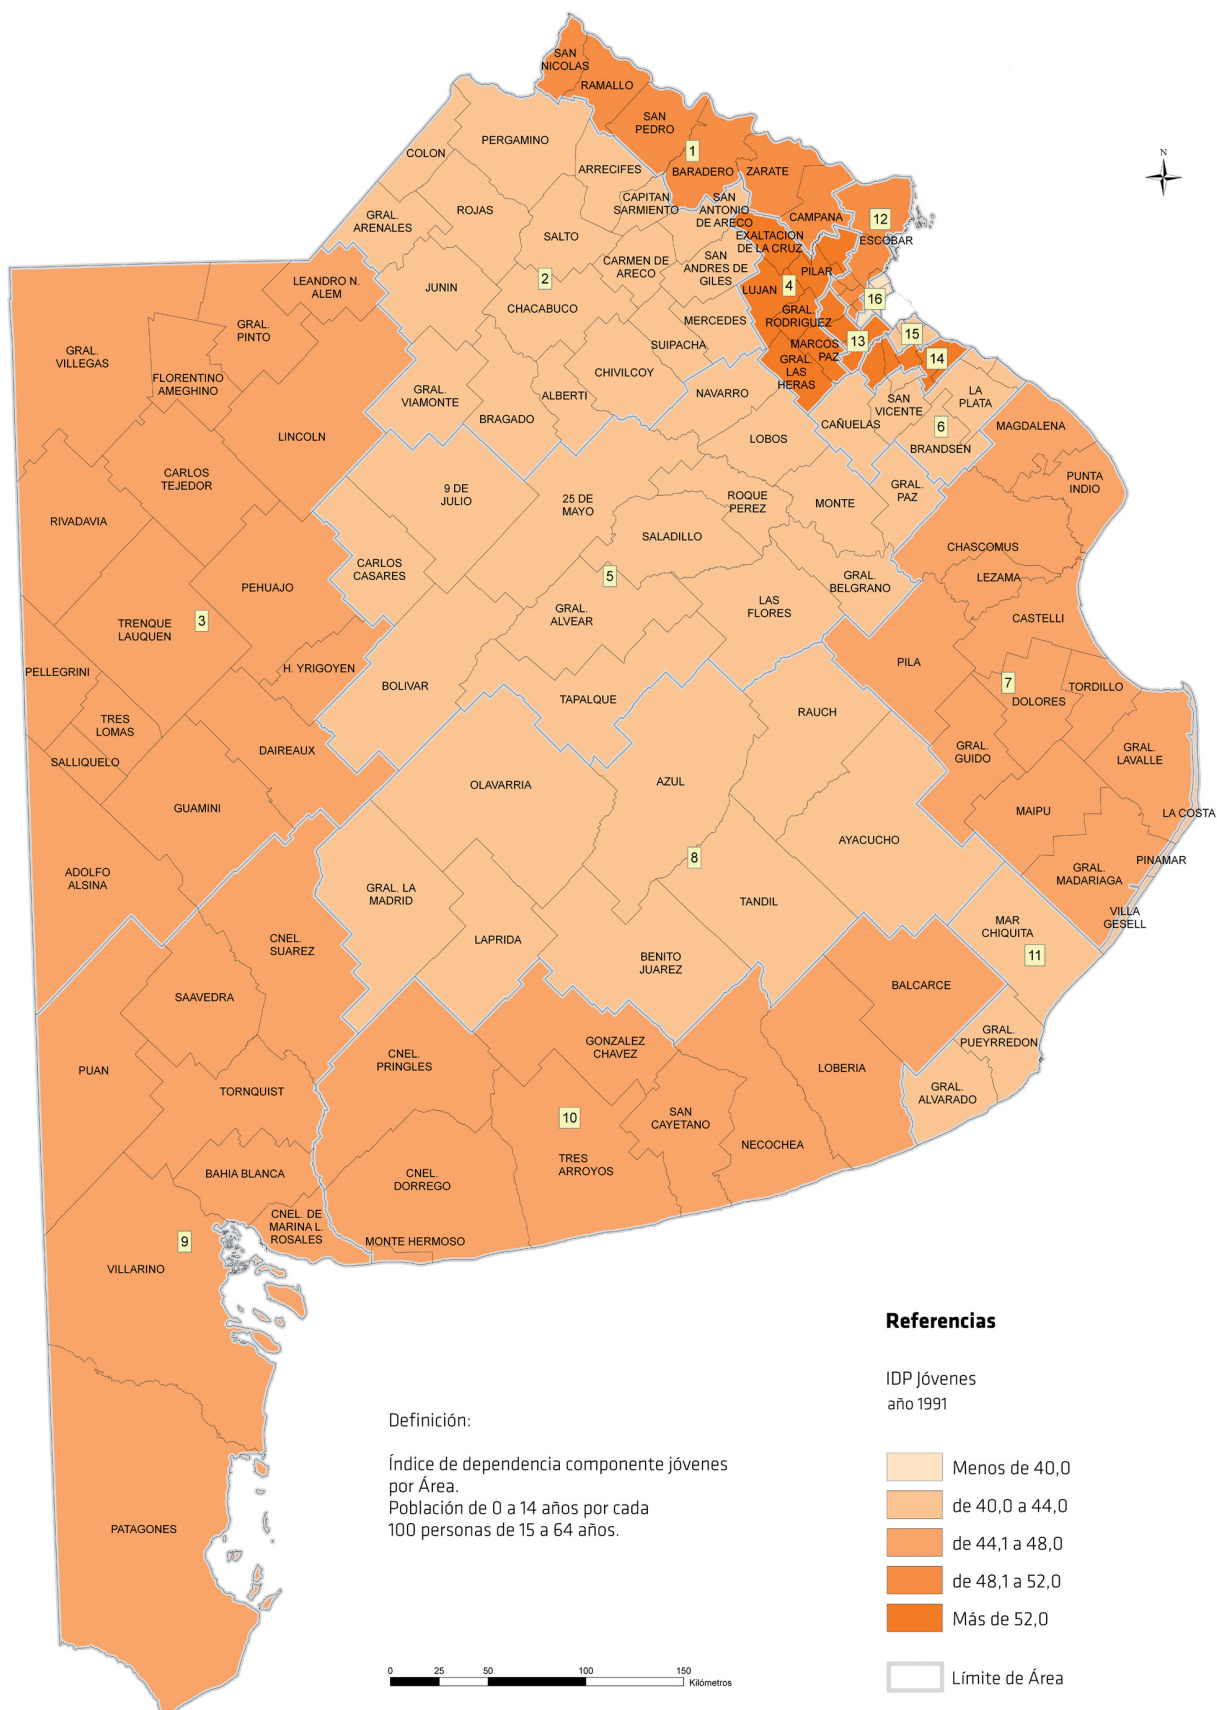 N
SAN
NICOLAS
RAMALLO
SAN
PEDRO
1
BARADERO
ZARATE
PERGAMINO
COLON
ARRECIFES
CAPITAN
SARMIENTO
SAN
ANTONIO
DE ARECO
CAMPANA
12
ESCOBAR
ROJAS
GRAL.
ARENALES
SALTO
EXALTACION
DE LA CRUZ
CARMEN DE
ARECO
SAN
ANDRES DE
GILES
PILAR
LEANDRO N.
ALEM
JUNIN
2
CHACABUCO
LUJAN
4
16
GRAL.
RODRIGUEZ
MERCEDES
SUIPACHA
GRAL.
PINTO
GRAL.
VILLEGAS
FLORENTINO
AMEGHINO
MARCOS
PAZ
13
15
14
GRAL.
LAS
HERAS
CHIVILCOY
ALBERTI
NAVARRO
GRAL.
VIAMONTE
BRAGADO
SAN
VICENTE
LA
PLATA
CAÑUELAS
6
BRANDSEN
MAGDALENA
LINCOLN
LOBOS
CARLOS
TEJEDOR
PUNTA
INDIO
9 DE
JULIO
25 DE
MAYO
ROQUE
PEREZ
MONTE
GRAL.
PAZ
RIVADAVIA
SALADILLO
CHASCOMUS
CARLOS
CASARES
5
GRAL.
BELGRANO
LEZAMA
PEHUAJO
GRAL.
ALVEAR
LAS
FLORES
CASTELLI
TRENQUE
LAUQUEN
3
PELLEGRINI
H. YRIGOYEN
BOLIVAR
PILA
7
TORDILLO
DOLORES
TAPALQUE
RAUCH
TRES
LOMAS
DAIREAUX
GRAL.
GUIDO
GRAL.
LAVALLE
SALLIQUELO
OLAVARRIA
AZUL
GUAMINI
MAIPU
LA COSTA
AYACUCHO
8
PINAMAR
ADOLFO
ALSINA
GRAL.
MADARIAGA
GRAL. LA
MADRID
TANDIL
VILLA
GESELL
MAR
CHIQUITA
CNEL.
SUAREZ
LAPRIDA
BENITO
JUAREZ
11
BALCARCE
SAAVEDRA
GRAL.
PUEYRREDON
GONZALEZ
CHAVEZ
CNEL.
PRINGLES
LOBERIA
PUAN
TORNQUIST
GRAL.
ALVARADO
10
SAN
CAYETANO
NECOCHEA
TRES
ARROYOS
BAHIA BLANCA
CNEL.
DORREGO
CNEL. DE
MARINA L.
ROSALES
9
MONTE HERMOSO
VILLARINO
PATAGONES
Definición:
Índice de dependencia componente jóvenes
por Área.
Población de 0 a 14 años por cada
100 personas de 15 a 64 años.
0 25 50 100 150
Kilómetros
Referencias
IDP Jóvenes
año 1991
Menos de 40,0
de 40,0 a 44,0
de 44,1 a 48,0
de 48,1 a 52,0
Más de 52,0
Límite de Área